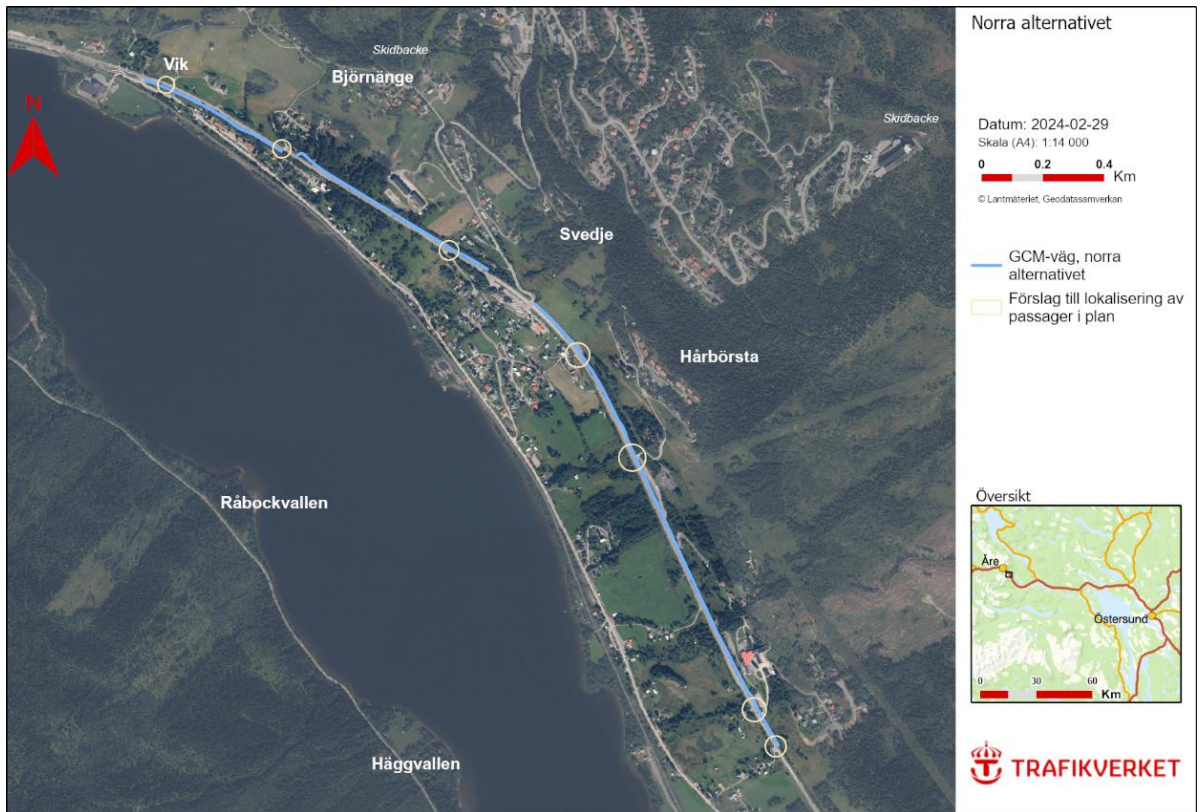 Norra alternativet
Datum: 2024-02-29
Skala (A4): 1:14 000
0 0.2 0.4
Km
© Lantmäteriet, Geodatasamverkan
GCM-väg, norra
alternativet
Förslag till lokalisering av
passager i plan
Översikt
Åre
Östersund
0 30 60
Km
TRAFIKVERKET
N
Vik
Skidbacke
Björnänge
Skidbacke
Svedje
Hårbörsta
Råbockvallen
Häggvallen